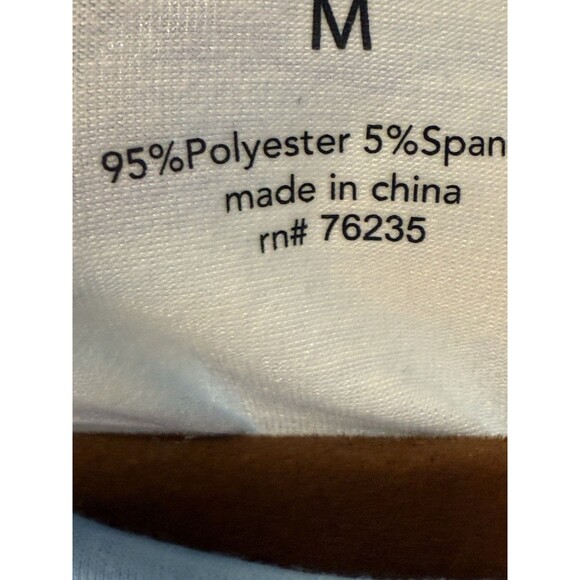 M
95%Polyester 5%Span
made in china
rn# 76235